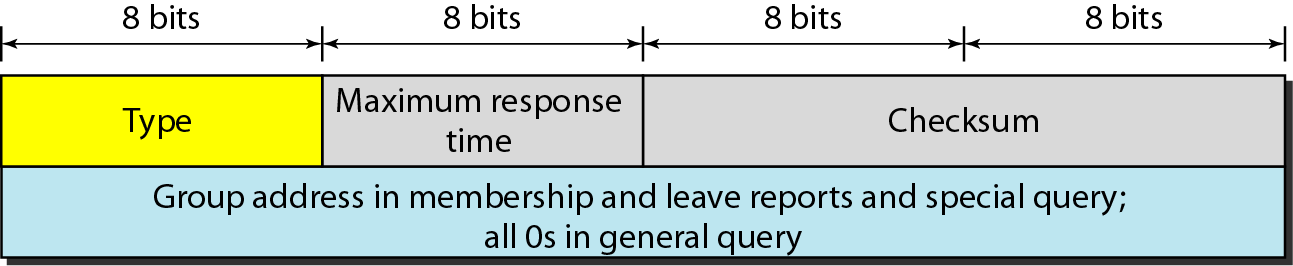 8 bits 8 bits 8 bits 8 bits
Type
Maximum response
time
Checksum
Group address in membership and leave reports and special query;
all 0s in general query